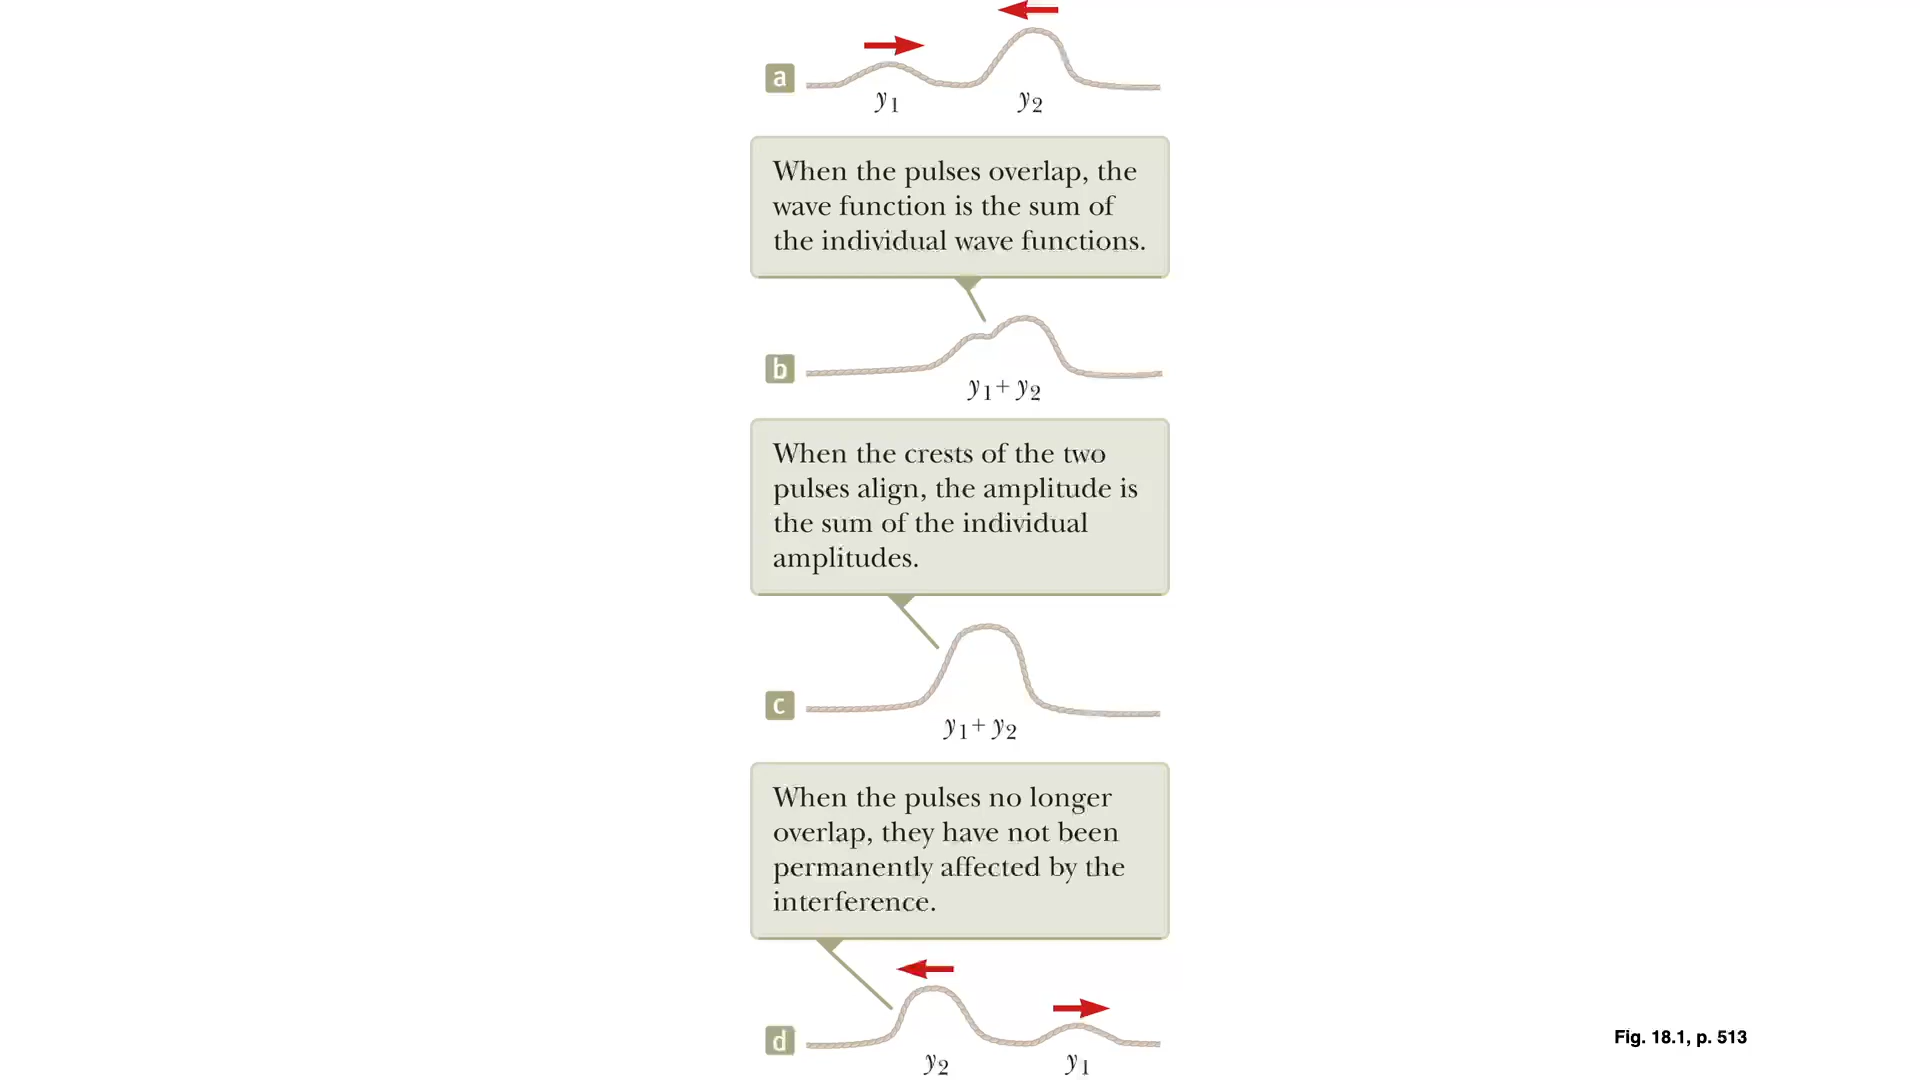 a
y1 y2
When the pulses overlap, the
wave function is the sum of
the individual wave functions.
b
y1 + y2
When the crests of the two
pulses align, the amplitude is
the sum of the individual
amplitudes.
c
y1 + y2
When the pulses no longer
overlap, they have not been
permanently affected by the
interference.
d
y2 y1
Fig. 18.1, p. 513